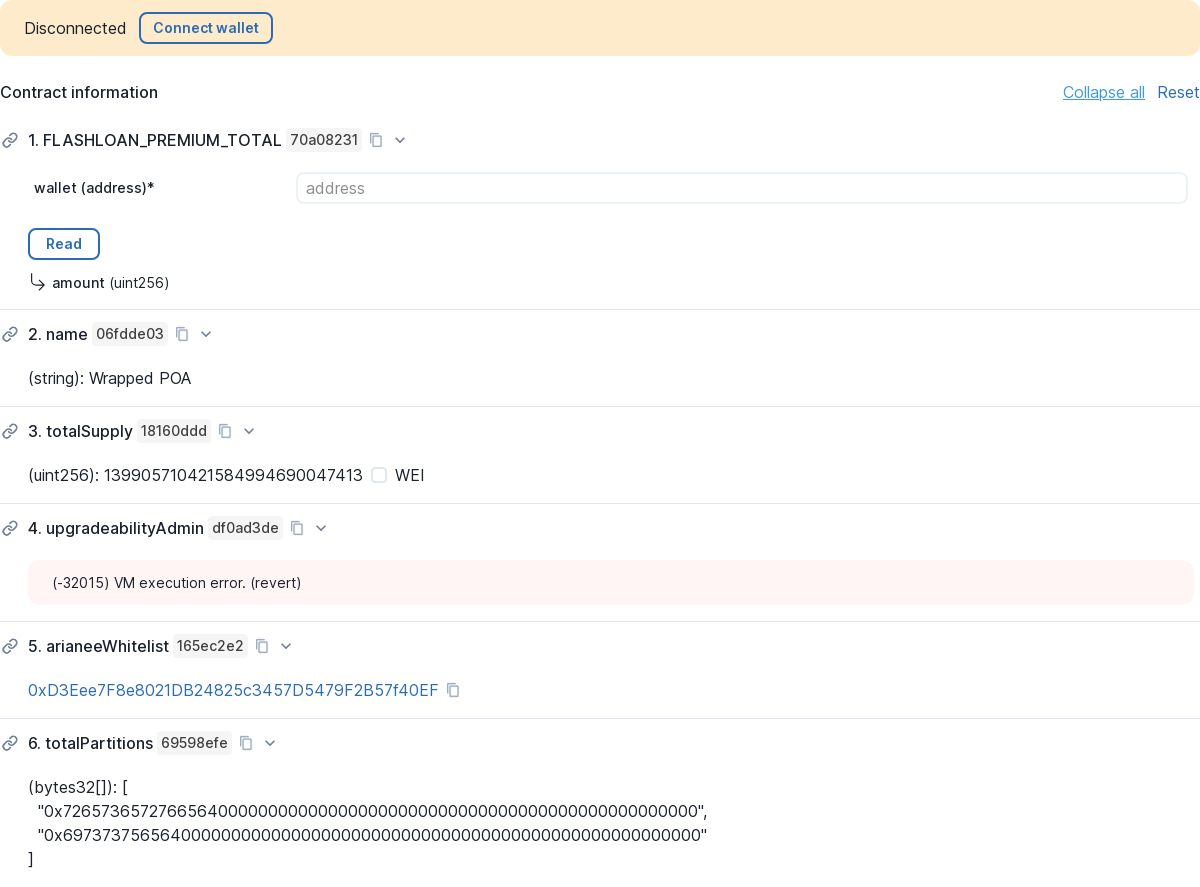 Disconnected Connect wallet
Contract information Collapse all Reset
1. FLASHLOAN_PREMIUM_TOTAL 70a08231
wallet (address)* address
Read
amount (uint256)
2. name 06fdde03
(string): Wrapped POA
3. totalSupply 18160ddd
(uint256): 139905710421584994690047413 WEI
4. upgradeabilityAdmin df0ad3de
(-32015) VM execution error. (revert)
5. arianeeWhitelist 165ec2e2
0xD3Eee7F8e8021DB24825c3457D5479F2B57f40EF
6. totalPartitions 69598efe
(bytes32[]): [
"0x7265736572766564000000000000000000000000000000000000000000000000",
"0x6973737565640000000000000000000000000000000000000000000000000000"
]